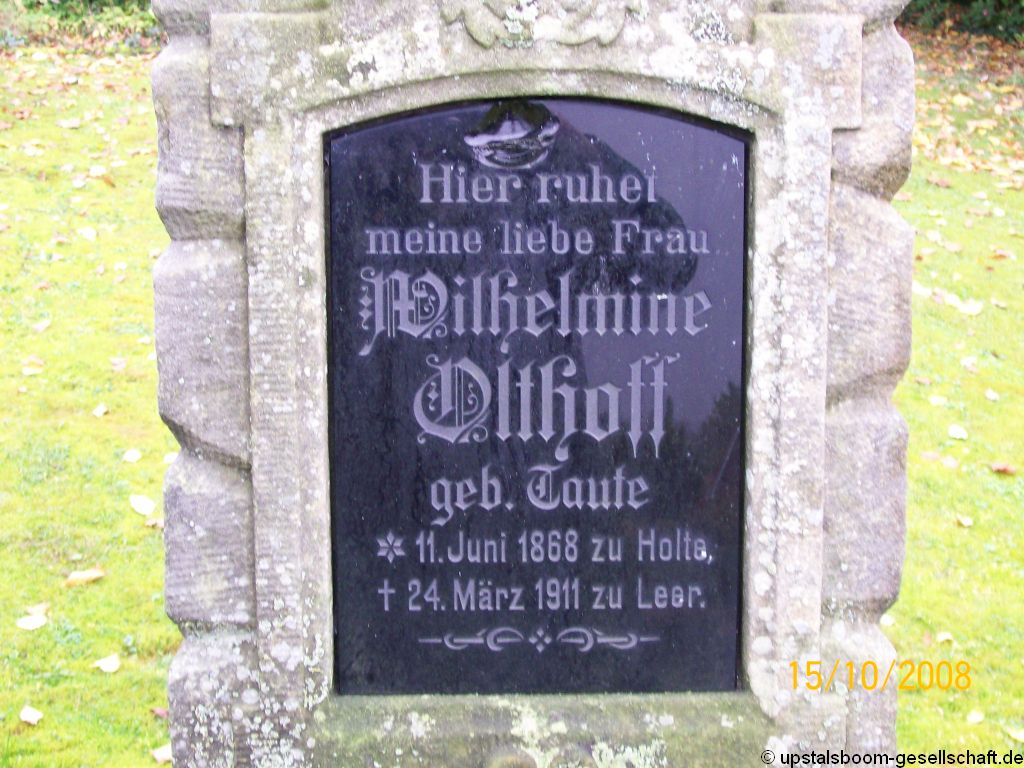 Hier ruhet
meine liebe Frau
Wilhelmine
Olthoff
geb. Taute
* 11. Juni 1868 zu Holte,
† 24. März 1911 zu Leer.
15/10/2008
© upstalsboom-gesellschaft.de